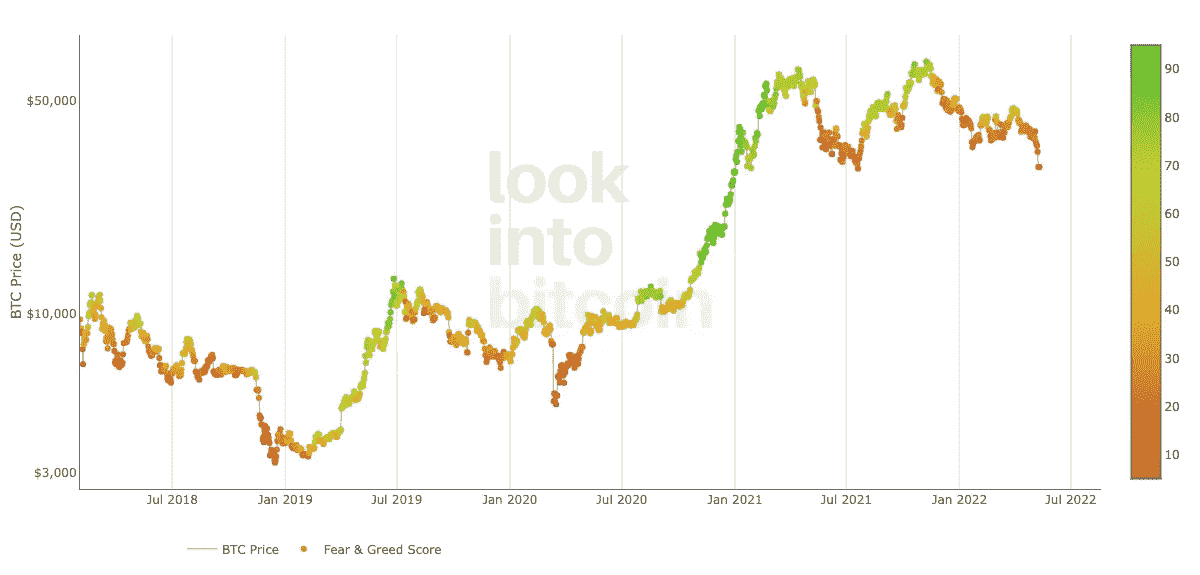 look
into
bitcoin
BTC Price (USD)
$50,000
$10,000
$3,000
Jul 2018 Jan 2019 Jul 2019 Jan 2020 Jul 2020 Jan 2021 Jul 2021 Jan 2022 Jul 2022
BTC Price Fear & Greed Score
90
80
70
60
50
40
30
20
10